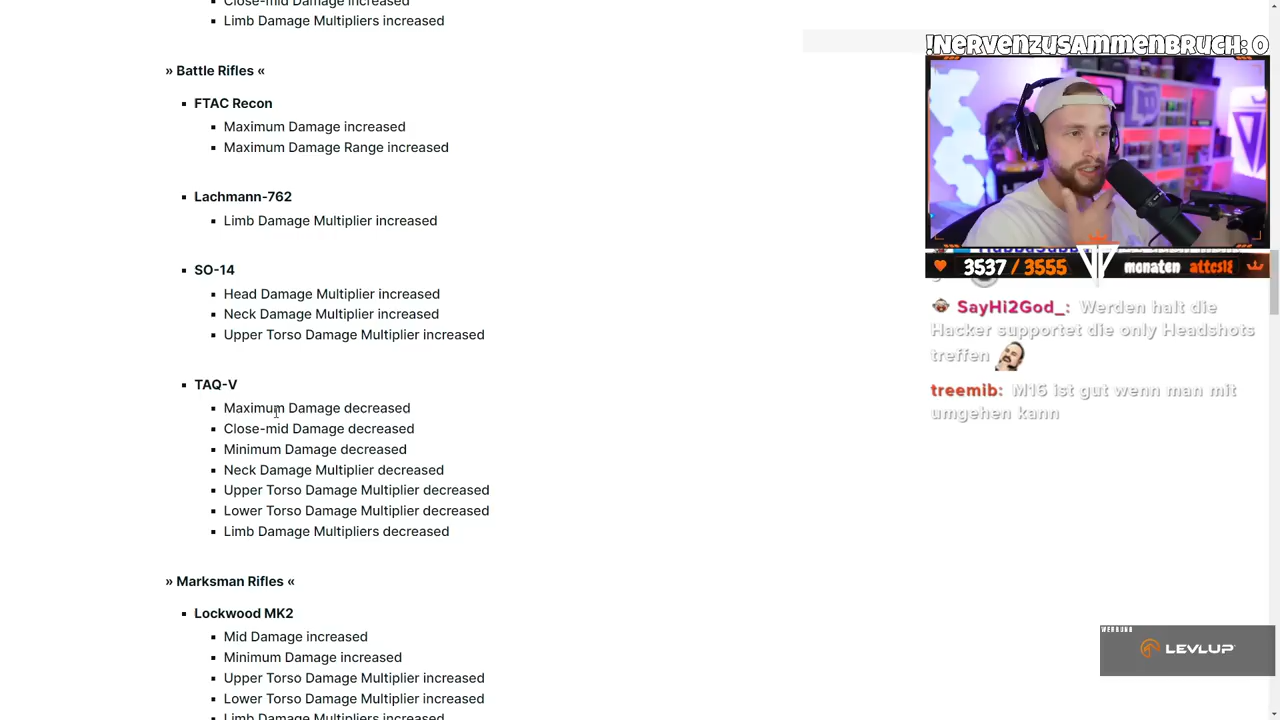 Close-mid Damage increased
Limb Damage Multipliers increased
» Battle Rifles «
FTAC Recon
Maximum Damage increased
Maximum Damage Range increased
Lachmann-762
Limb Damage Multiplier increased
SO-14
Head Damage Multiplier increased
Neck Damage Multiplier increased
Upper Torso Damage Multiplier increased
TAQ-V
Maximum Damage decreased
Close-mid Damage decreased
Minimum Damage decreased
Neck Damage Multiplier decreased
Upper Torso Damage Multiplier decreased
Lower Torso Damage Multiplier decreased
Limb Damage Multipliers decreased
» Marksman Rifles «
Lockwood MK2
Mid Damage increased
Minimum Damage increased
Upper Torso Damage Multiplier increased
Lower Torso Damage Multiplier increased
Limb Damage Multipliers increased
!NERVENZUSAMMENBRUCH: 0
3537 / 3555
monaten
SayHi2God_: Werden halt die
Hacker supportet die only Headshots
treffen
treemib: M16 ist gut wenn man mit
umgehen kann
WERBUNG
LEVLUP